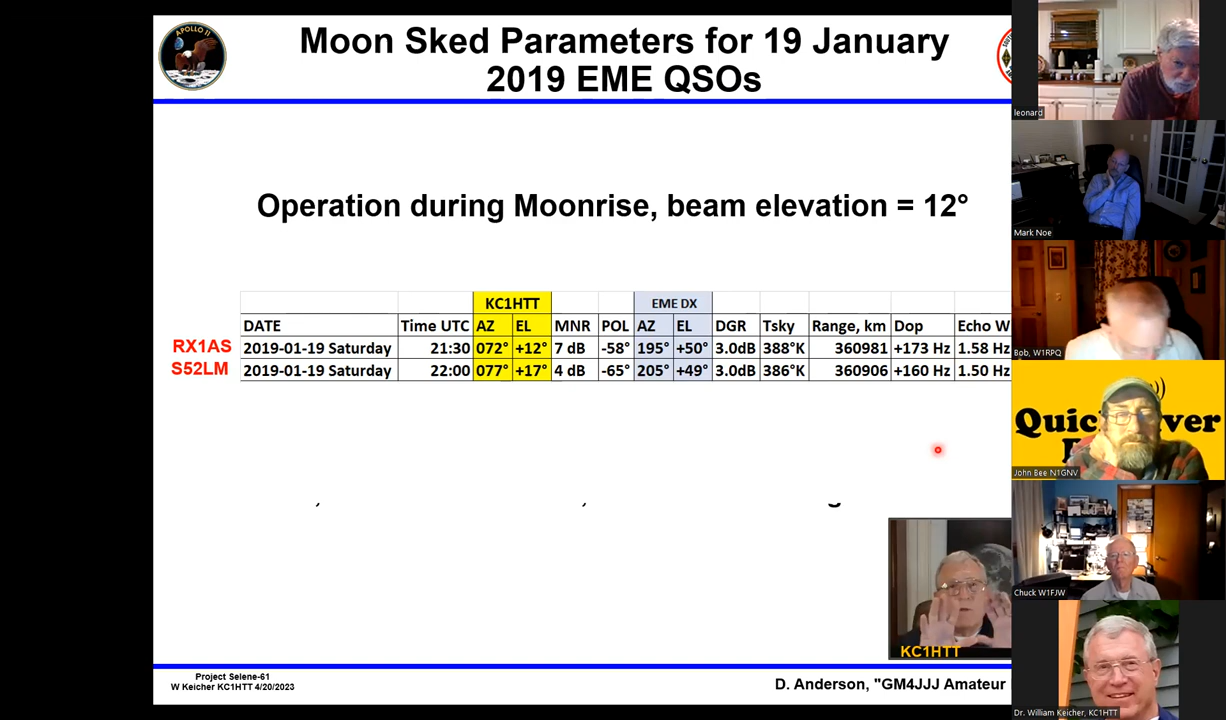 APOLLO 11
Moon Sked Parameters for 19 January
2019 EME QSOs
Operation during Moonrise, beam elevation = 12°
KC1HTT EME DX
DATE Time UTC AZ EL MNR POL AZ EL DGR Tsky Range, km Dop Echo W
RX1AS 2019-01-19 Saturday 21:30 072° +12° 7 dB -58° 195° +50° 3.0dB 388°K 360981 +173 Hz 1.58 Hz
S52LM 2019-01-19 Saturday 22:00 077° +17° 4 dB -65° 205° +49° 3.0dB 386°K 360906 +160 Hz 1.50 Hz
KC1HTT
Project Selene-61
W Keicher KC1HTT 4/20/2023
D. Anderson, "GM4JJJ Amateur
leonard
Mark Noe
Bob, W1RPQ
John Bee N1GNV
Chuck W1FJW
Dr. William Keicher, KC1HTT